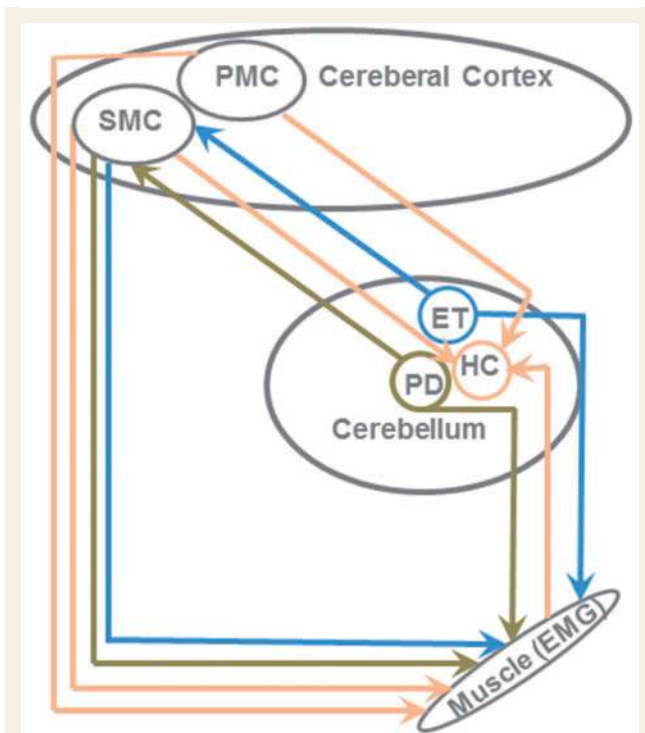 PMC Cereberal Cortex
SMC
ET
HC
PD
Cerebellum
Muscle (EMG)